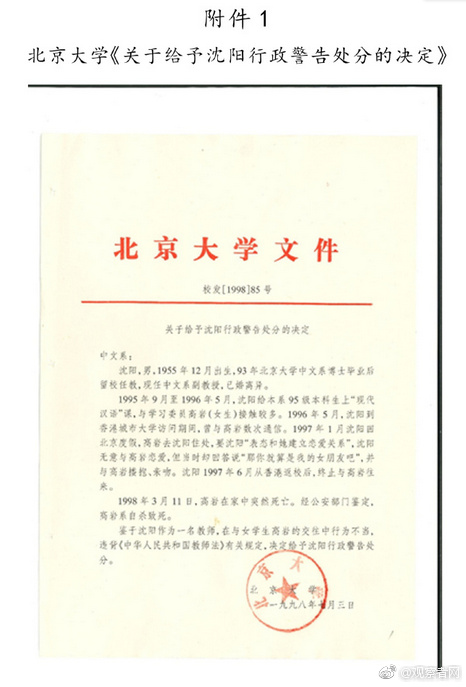 附件1
北京大学《关于给予沈阳行政警告处分的决定》
北京大学文件
校发[1998]85号
关于给予沈阳行政警告处分的决定
中文系：
沈阳，男，1955年12月出生，93年北京大学中文系博士毕业后
留校任教，现任中文系副教授，已婚离异。
1995年9月至1996年5月，沈阳给本系95级本科生上“现代
汉语”课，与学习委员高岩(女生)接触较多。1996年5月，沈阳到
香港城市大学访问期间，曾与高岩数次通信。1997年1月沈阳回
北京度假，高岩去沈阳住处，要沈阳“表态和她建立恋爱关系”，沈阳
无意与高岩恋爱，但当时却回答说“那你就算是我的女朋友吧”，并
与高岩搂抱、亲吻。沈阳1997年6月从香港返校后，终止与高岩往
来。
1998年3月11日，高岩在家中突然死亡。经公安部门鉴定，
高岩系自杀致死。
鉴于沈阳作为一名教师，在与女学生高岩的交往中行为不当，
违背《中华人民共和国教师法》有关规定，决定给予沈阳行政警告处
分。
北京大学
一九九八年七月三日
北京大学
@观察者网